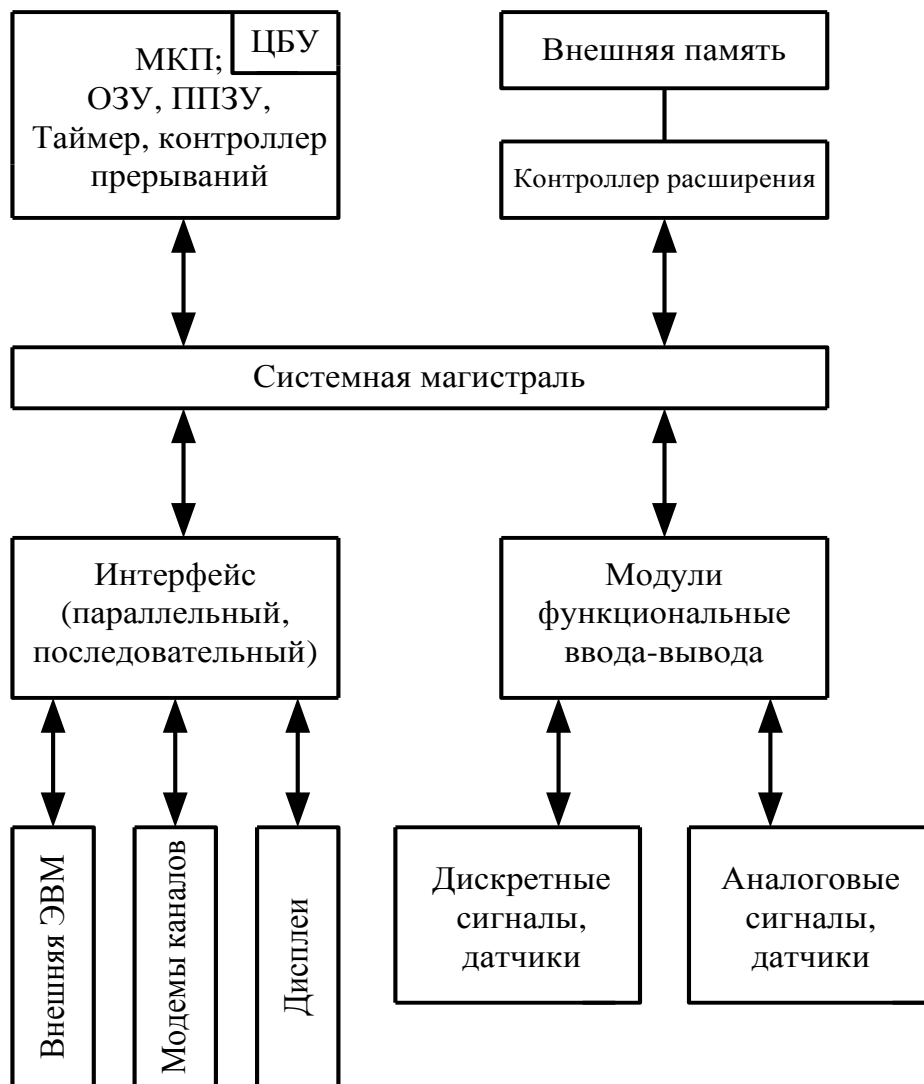 ЦБУ
МКП;
ОЗУ, ППЗУ,
Таймер, контроллер
прерываний
Внешняя память
Контроллер расширения
Системная магистраль
Интерфейс
(параллельный,
последовательный)
Модули
функциональные
ввода-вывода
Внешняя ЭВМ
Модемы каналов
Дисплеи
Дискретные
сигналы,
датчики
Аналоговые
сигналы,
датчики